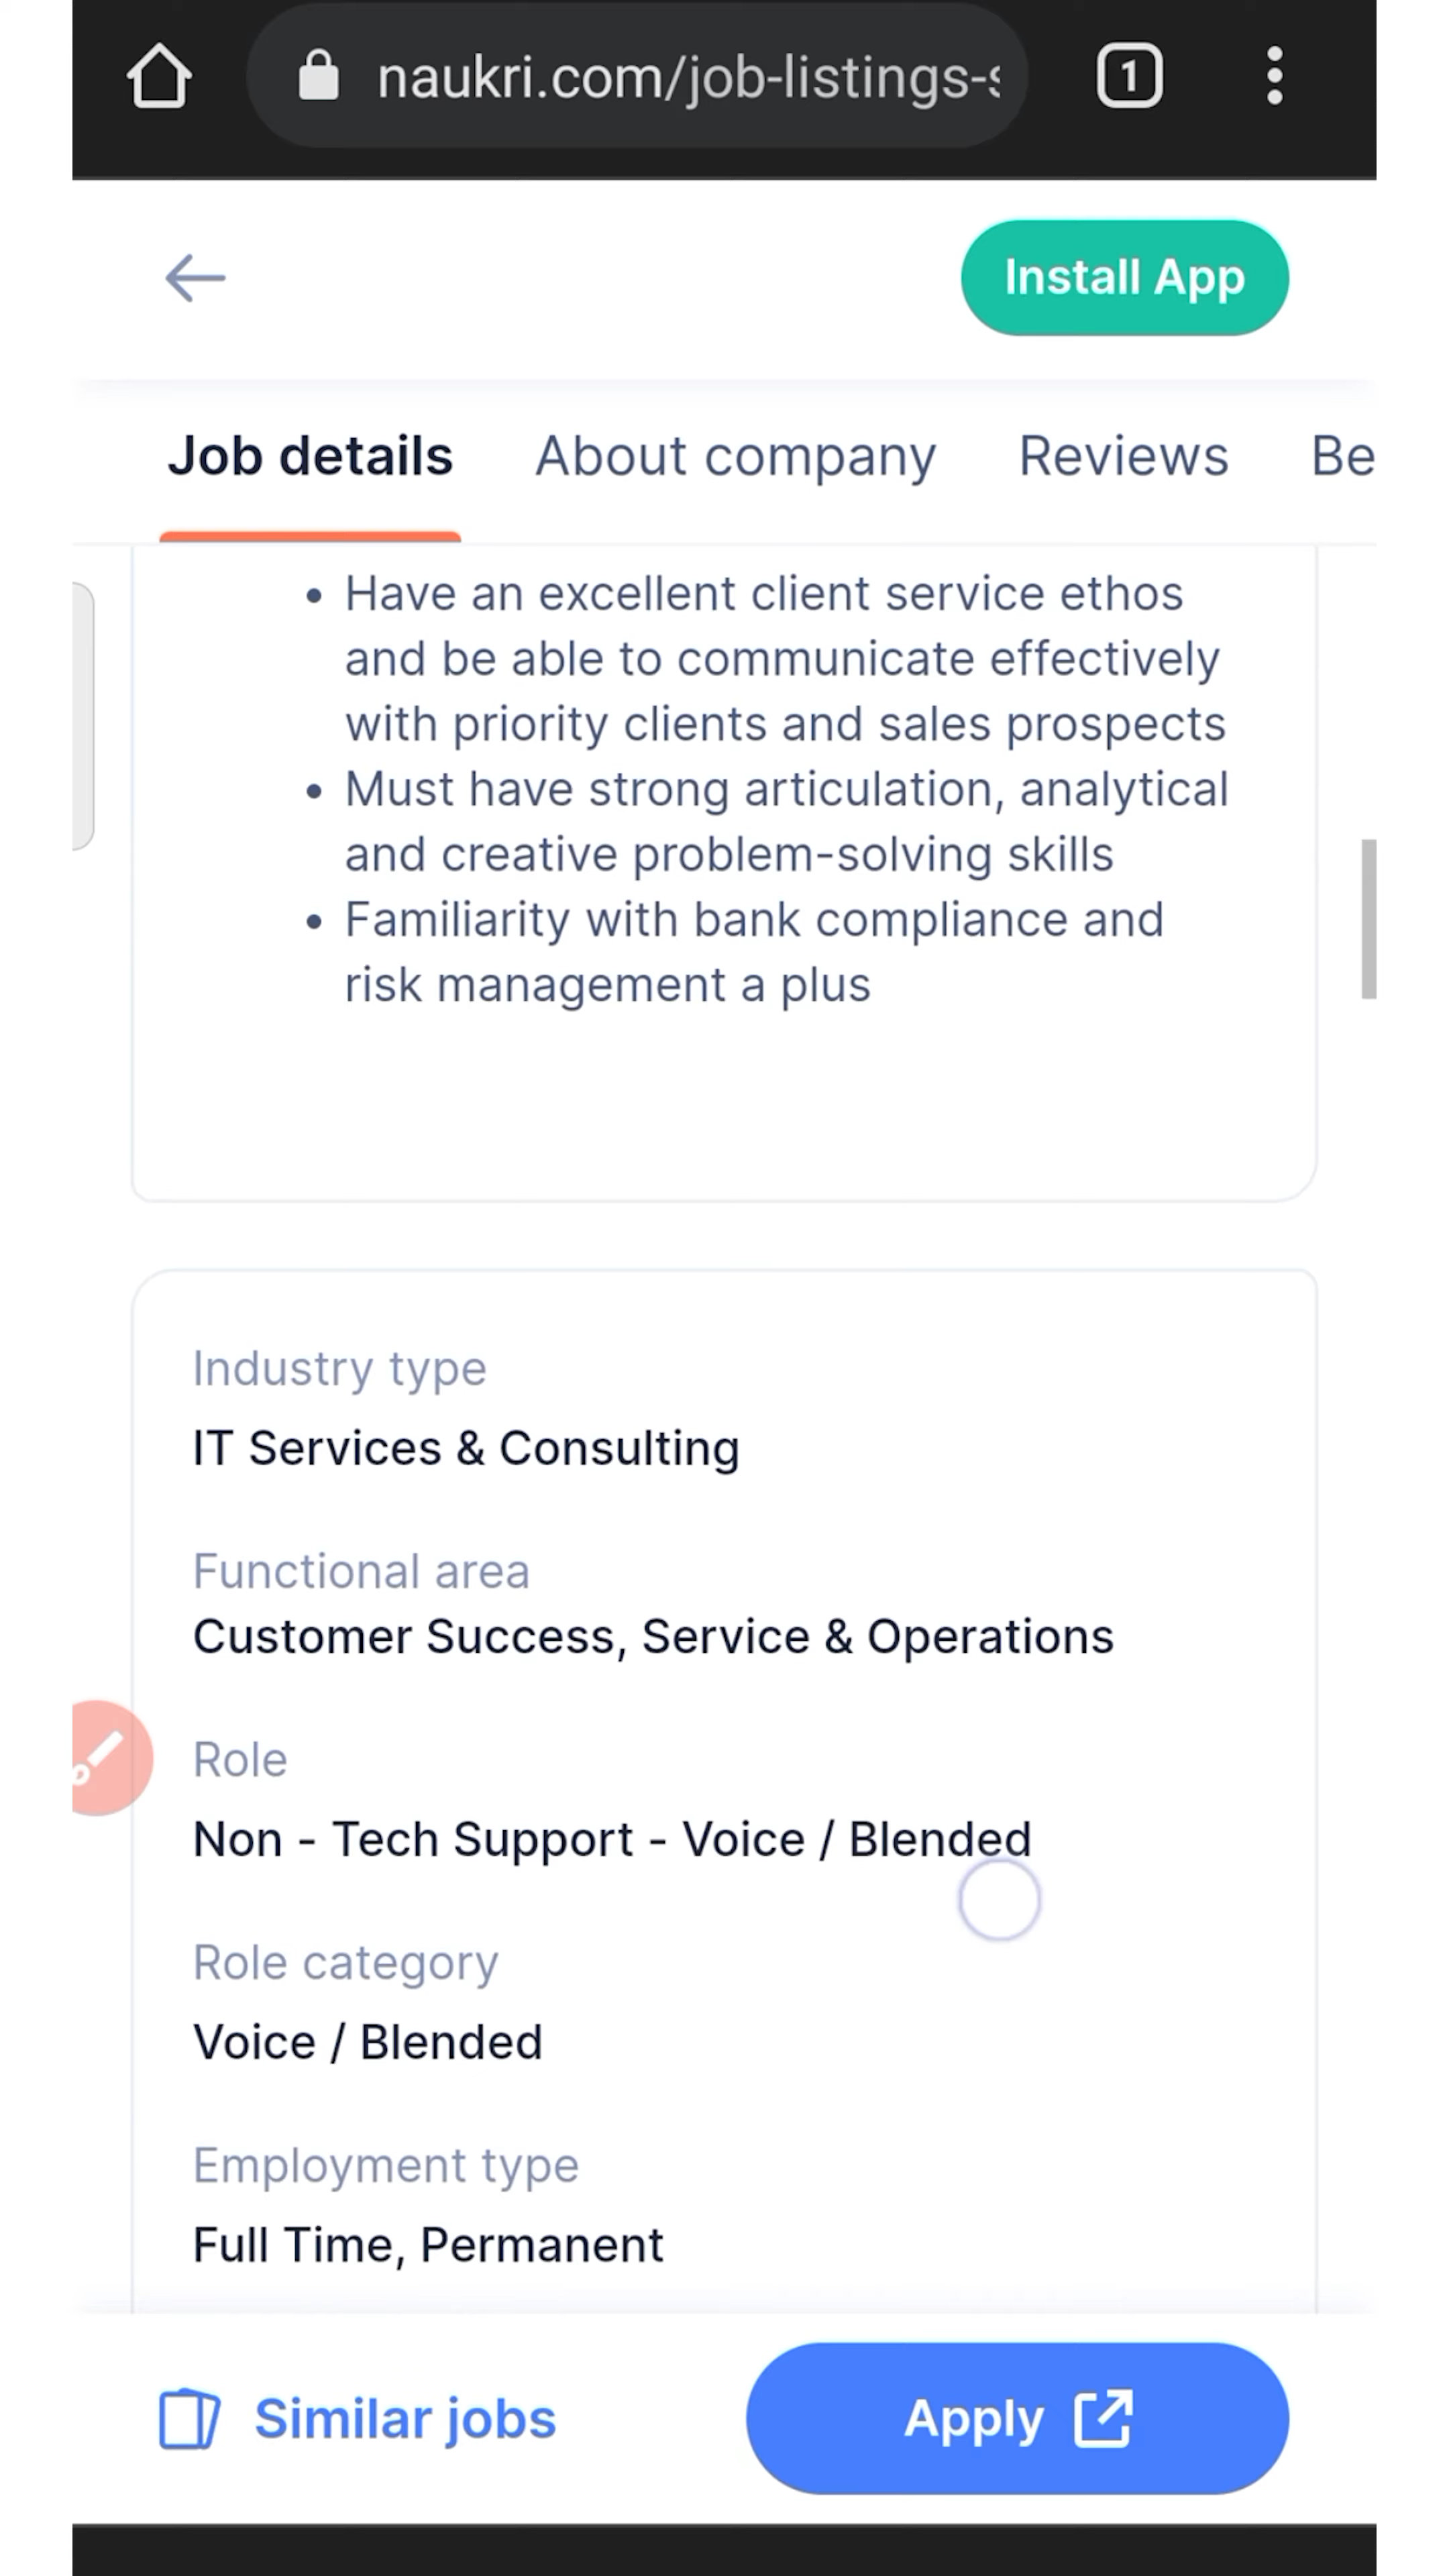 naukri.com/job-listings-s
1
Install App
Job details About company Reviews Be
• Have an excellent client service ethos
and be able to communicate effectively
with priority clients and sales prospects
• Must have strong articulation, analytical
and creative problem-solving skills
• Familiarity with bank compliance and
risk management a plus
Industry type
IT Services & Consulting
Functional area
Customer Success, Service & Operations
Role
Non - Tech Support - Voice / Blended
Role category
Voice / Blended
Employment type
Full Time, Permanent
Similar jobs Apply